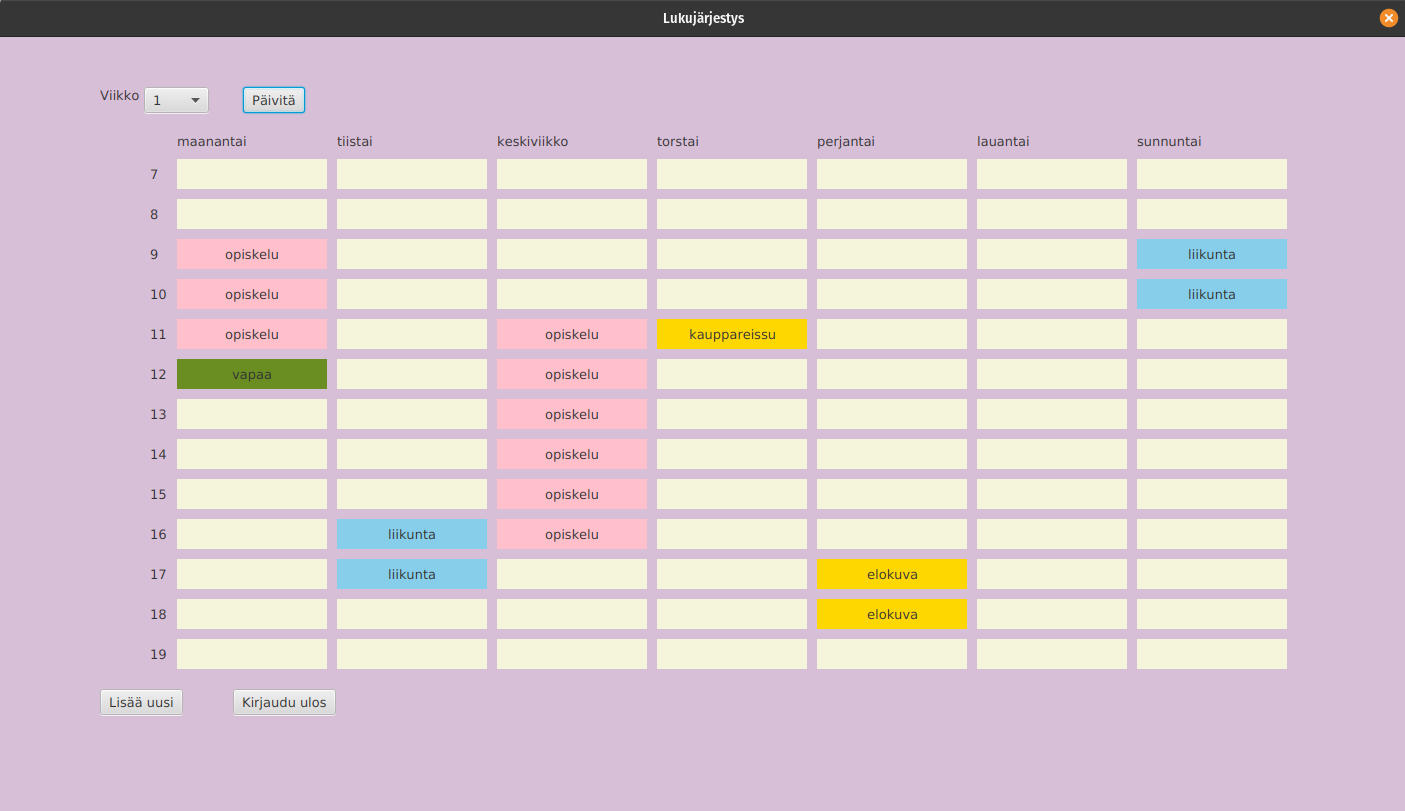 Lukujärjestys
Viikko 1 Päivitä
maanantai tiistai keskiviikko torstai perjantai lauantai sunnuntai
7
8
9 opiskelu liikunta
10 opiskelu liikunta
11 opiskelu opiskelu kauppareissu
12 vapaa opiskelu
13 opiskelu
14 opiskelu
15 opiskelu
16 liikunta opiskelu
17 liikunta elokuva
18 elokuva
19
Lisää uusi Kirjaudu ulos